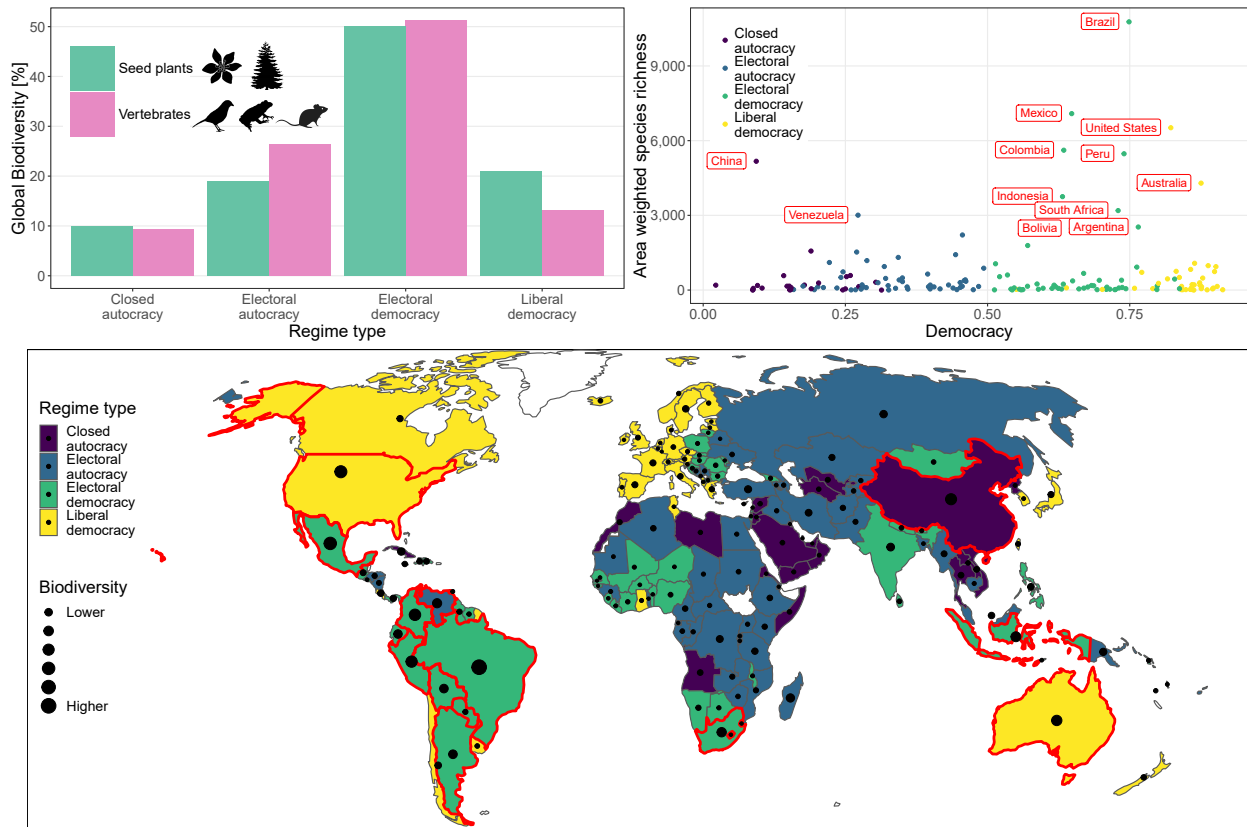 Global Biodiversity [%]
50
40
30
20
10
0
Seed plants
Vertebrates
Closed
autocracy
Electoral
autocracy
Electoral
democracy
Liberal
democracy
Regime type
Area weighted species richness
9,000
6,000
3,000
0
Closed
autocracy
Electoral
autocracy
Electoral
democracy
Liberal
democracy
Brazil
Mexico
United States
Colombia
Peru
China
Australia
Indonesia
South Africa
Venezuela
Bolivia
Argentina
0.00
0.25
0.50
0.75
Democracy
Regime type
Closed
autocracy
Electoral
autocracy
Electoral
democracy
Liberal
democracy
Biodiversity
Lower
Higher